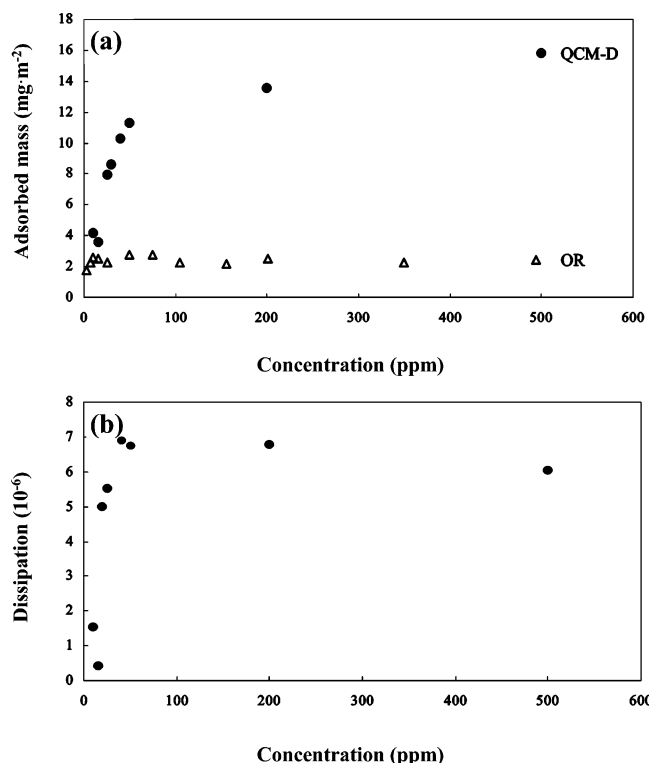 (a)
Adsorbed mass (mg·m-2)
18
16
14
12
10
8
6
4
2
0
QCM-D
OR
0 100 200 300 400 500 600
Concentration (ppm)
(b)
Dissipation (10-6)
8
7
6
5
4
3
2
1
0
0 100 200 300 400 500 600
Concentration (ppm)